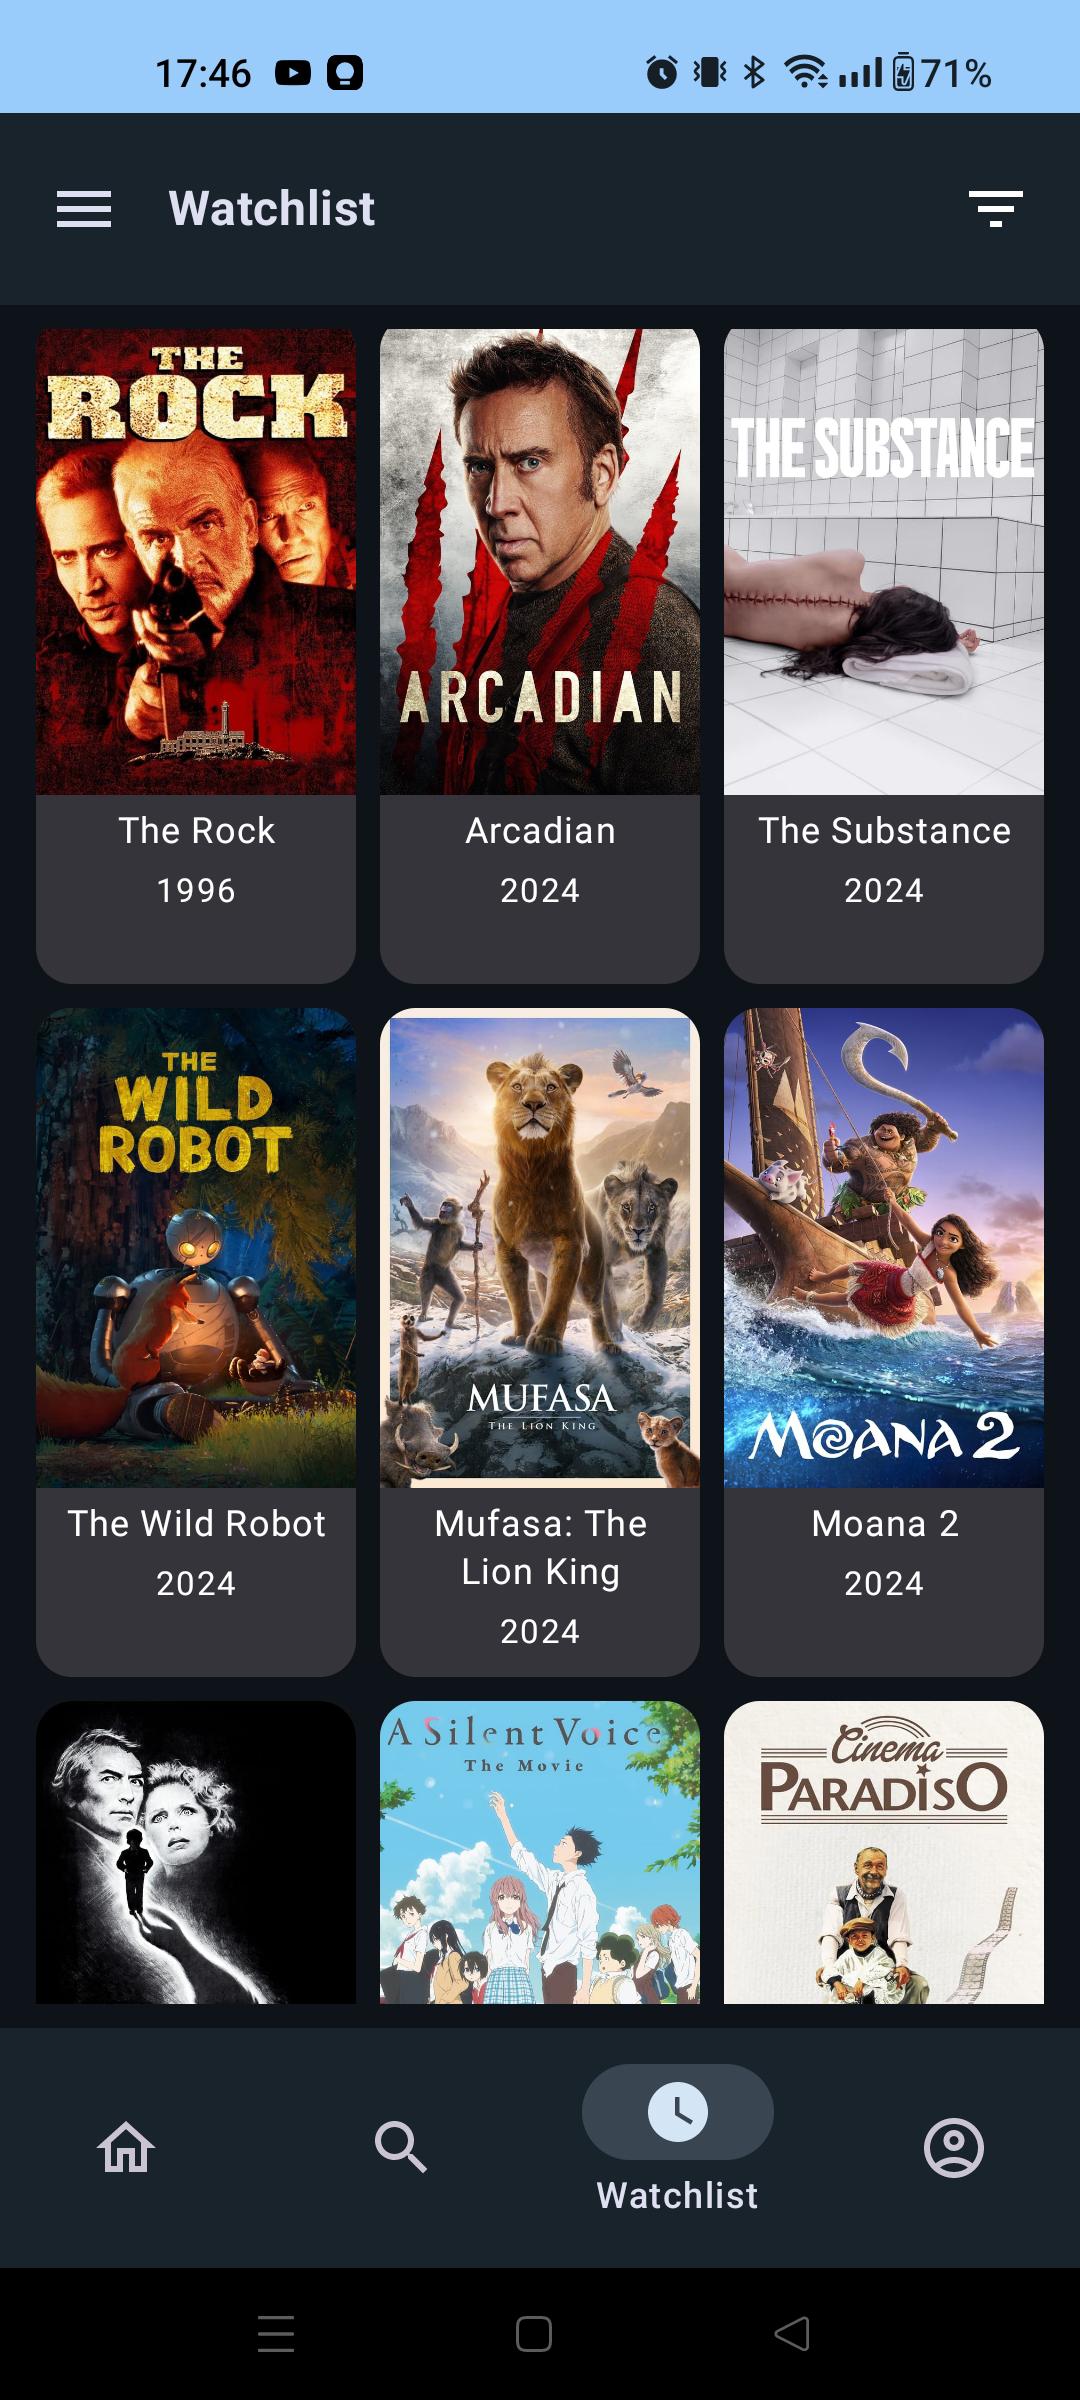 17:46
71%
Watchlist
THE
ROCK
ARCADIAN
THE SUBSTANCE
The Rock
1996
Arcadian
2024
The Substance
2024
THE
WILD
ROBOT
MUFASA
THE LION KING
MOANA 2
The Wild Robot
2024
Mufasa: The
Lion King
2024
Moana 2
2024
A Silent Voice
The Movie
Cinema
PARADISO
Watchlist